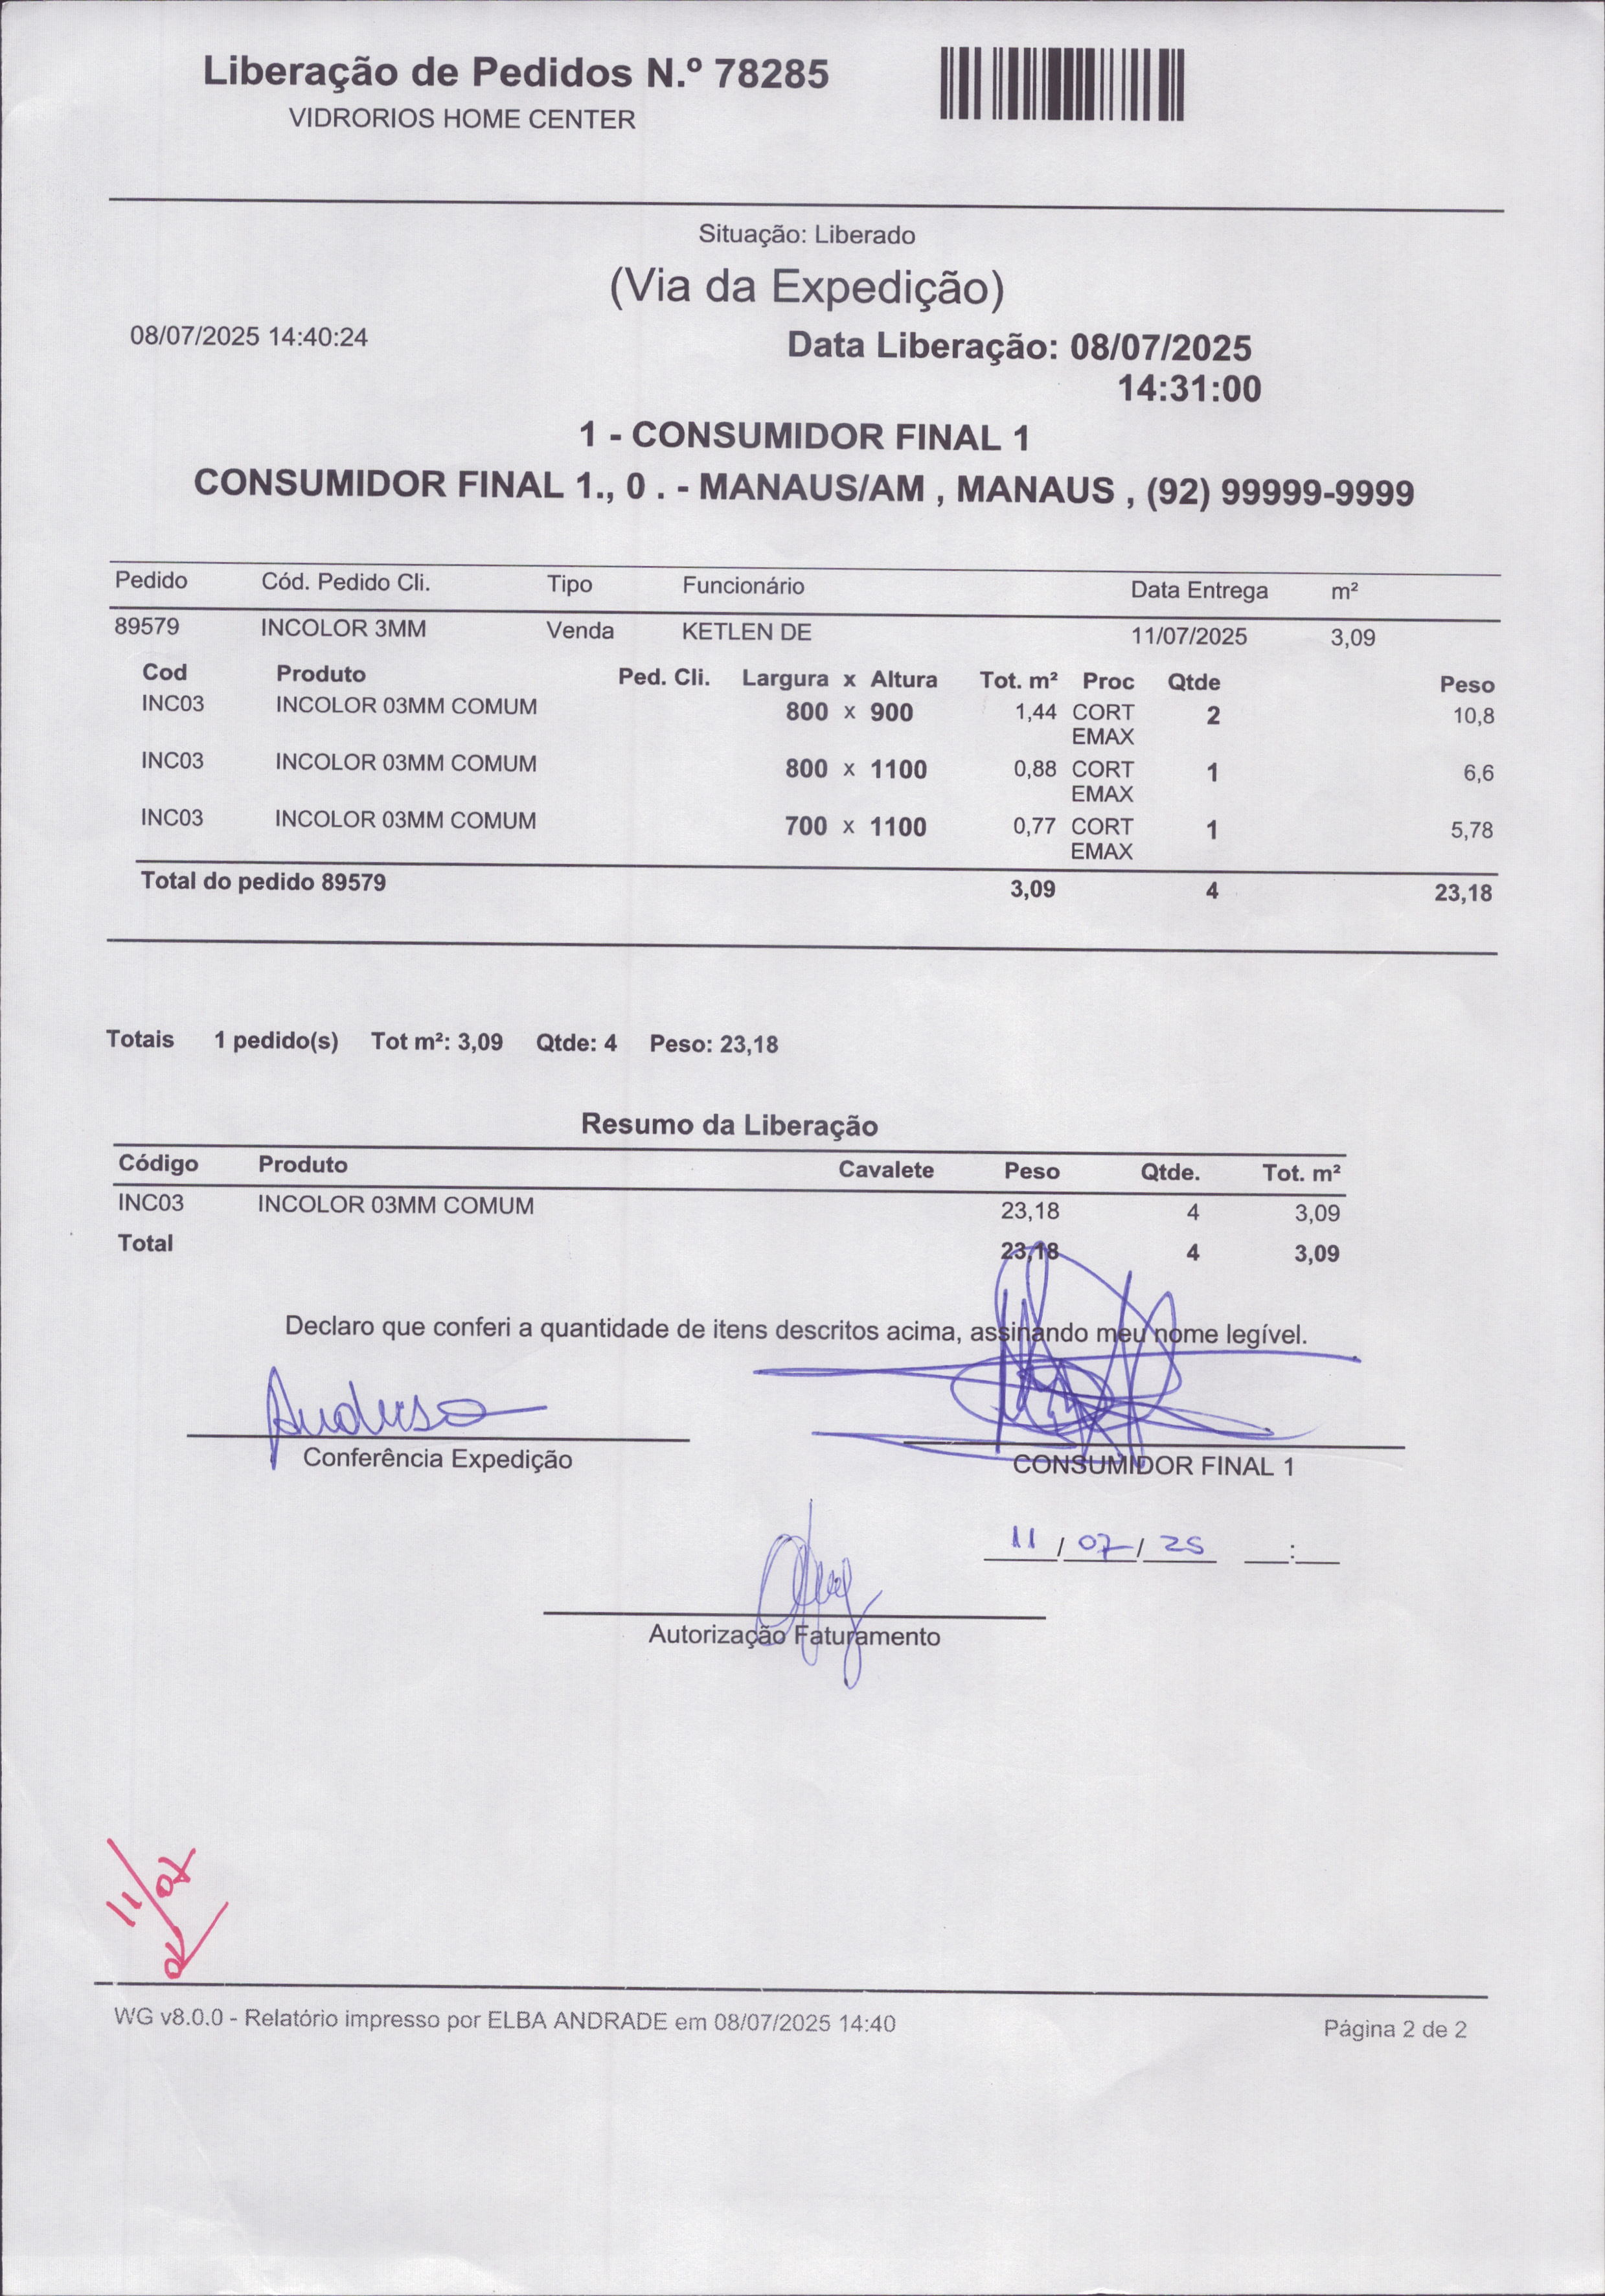 Liberação de Pedidos N.º 78285
VIDRORIOS HOME CENTER
Situação: Liberado
(Via da Expedição)
08/07/2025 14:40:24
Data Liberação: 08/07/2025
14:31:00
1 - CONSUMIDOR FINAL 1
CONSUMIDOR FINAL 1., 0 . - MANAUS/AM , MANAUS , (92) 99999-9999
Pedido Cód. Pedido Cli. Tipo Funcionário Data Entrega m²
89579 INCOLOR 3MM Venda KETLEN DE 11/07/2025 3,09
Cod Produto Ped. Cli. Largura x Altura Tot. m² Proc Qtde Peso
INC03 INCOLOR 03MM COMUM 800 x 900 1,44 CORT 2 10,8
EMAX
INC03 INCOLOR 03MM COMUM 800 x 1100 0,88 CORT 1 6,6
EMAX
INC03 INCOLOR 03MM COMUM 700 x 1100 0,77 CORT 1 5,78
EMAX
Total do pedido 89579 3,09 4 23,18
Totais 1 pedido(s) Tot m²: 3,09 Qtde: 4 Peso: 23,18
Resumo da Liberação
Código Produto Cavalete Peso Qtde. Tot. m²
INC03 INCOLOR 03MM COMUM 23,18 4 3,09
Total 23,18 4 3,09
Declaro que conferi a quantidade de itens descritos acima, assinando meu nome legível.
Conferência Expedição
CONSUMIDOR FINAL 1
11 / 07 / 25 __:__
Autorização Faturamento
11/07
WG v8.0.0 - Relatório impresso por ELBA ANDRADE em 08/07/2025 14:40
Página 2 de 2